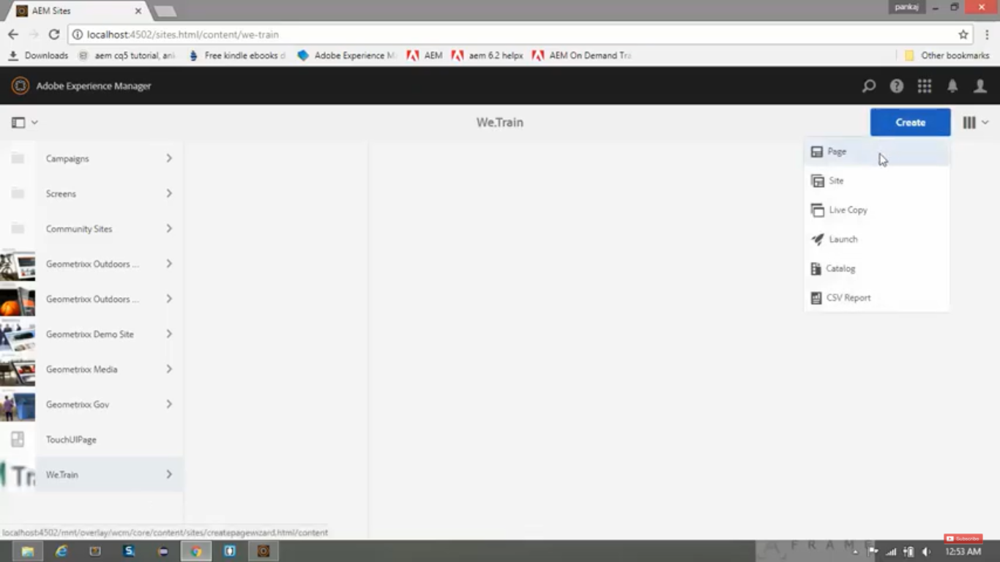 AEM Sites
pankaj
localhost:4502/sites.html/content/we-train
Downloads
aem cq5 tutorial, an
Free kindle ebooks
Adobe Experience M
AEM
aem 6.2 helpx
AEM On Demand Tra
Other bookmarks
Adobe Experience Manager
We.Train
Create
Campaigns
Screens
Community Sites
Geometrixx Outdoors ...
Geometrixx Outdoors ...
Geometrixx Demo Site
Geometrixx Media
Geometrixx Gov
TouchUIPage
We.Train
Page
Site
Live Copy
Launch
Catalog
CSV Report
localhost:4502/mnt/overlay/wcm/core/content/sites/createpagewizard.html/content
A FRAME
Subscribe
12:53 AM